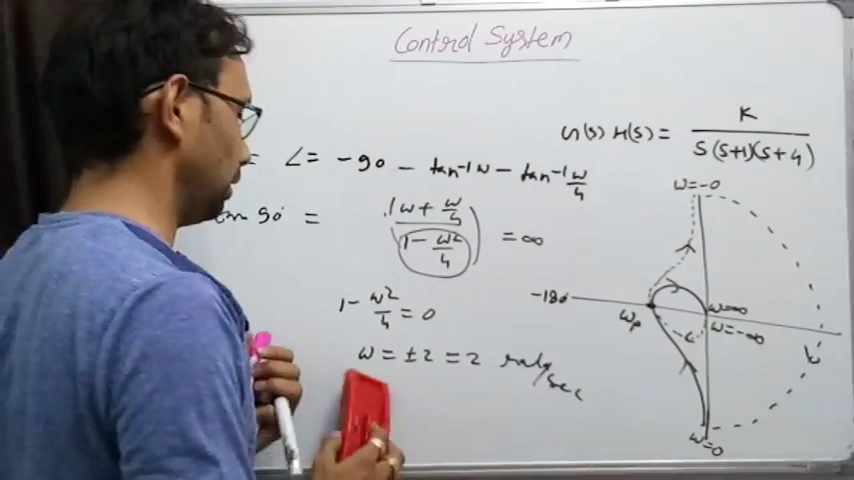 Control System
G(s) H(s) = K / S(S+1)(S+4)
= ∠ = -90 - tan⁻¹ω - tan⁻¹ ω/4
90° = (ω + ω/4) / (1 - ω²/4) = ∞
1 - ω²/4 = 0
ω = ±2 = 2 rad/sec
ω=-0
-180
ωp
ω=∞
ω=-∞
ω=0